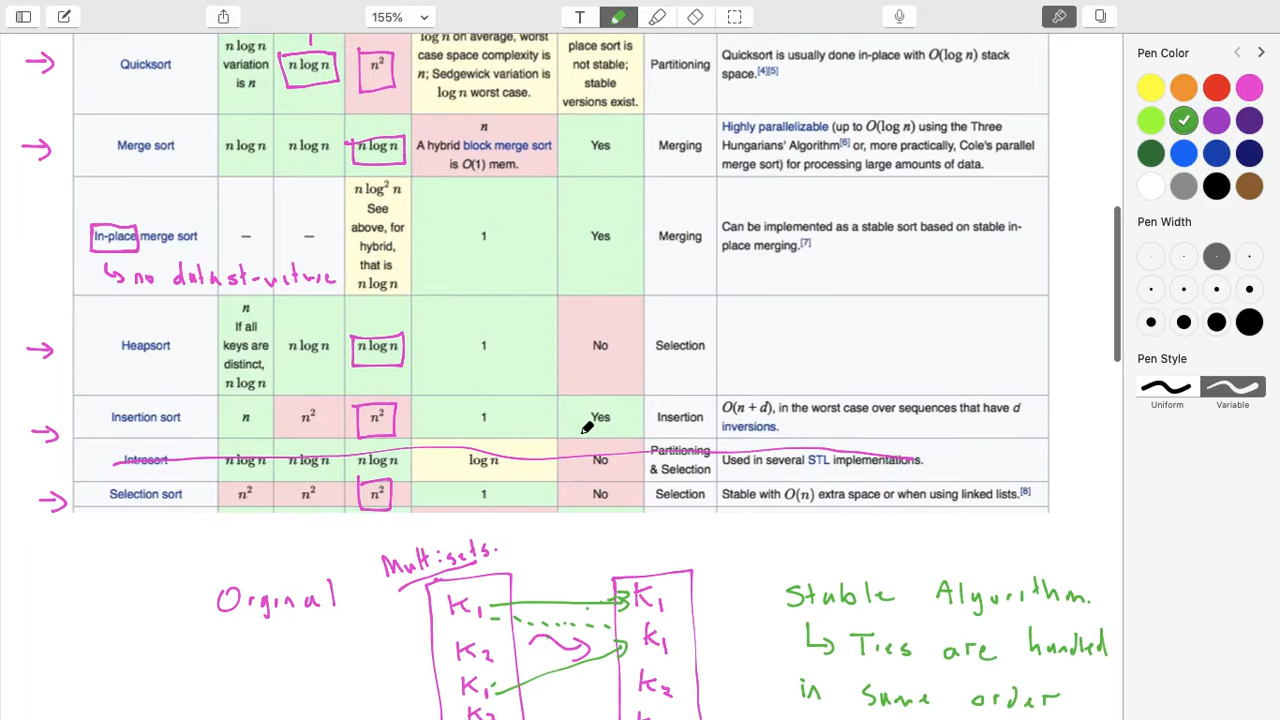 155%
T
n log n
variation
is n
Quicksort
n log n
n²
log n on average, worst
case space complexity is
n; Sedgewick variation is
log n worst case.
place sort is
not stable;
stable
versions exist.
Partitioning
Quicksort is usually done in-place with O(log n) stack
space.[4][5]
Merge sort
n log n
n log n
n log n
n
A hybrid block merge sort
is O(1) mem.
Yes
Merging
Highly parallelizable (up to O(log n) using the Three
Hungarians' Algorithm[6] or, more practically, Cole's parallel
merge sort) for processing large amounts of data.
In-place merge sort
—
—
n log² n
See
above, for
hybrid,
that is
n log n
1
Yes
Merging
Can be implemented as a stable sort based on stable in-
place merging.[7]
↳ no datastructure
Heapsort
n
If all
keys are
distinct,
n log n
n log n
n log n
1
No
Selection
Insertion sort
n
n²
n²
1
Yes
Insertion
O(n + d), in the worst case over sequences that have d
inversions.
Introsort
n log n
n log n
n log n
log n
No
Partitioning
& Selection
Used in several STL implementations.
Selection sort
n²
n²
n²
1
No
Selection
Stable with O(n) extra space or when using linked lists.[8]
Multisets.
Orginal
K₁
K₂
K₁
K₁
K₁
K₂
Stable Algorithm.
↳ Ties are handled
in same order
Pen Color
Pen Width
Pen Style
Uniform
Variable